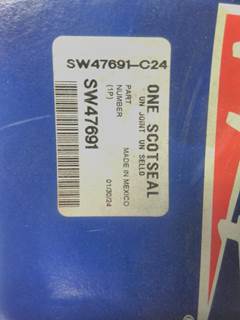 SW47691-C24
ONE SCOTSEAL
UN JOINT UN SELLO
MADE IN MEXICO
01/30/24
PART
NUMBER
(1P)
SW47691
®